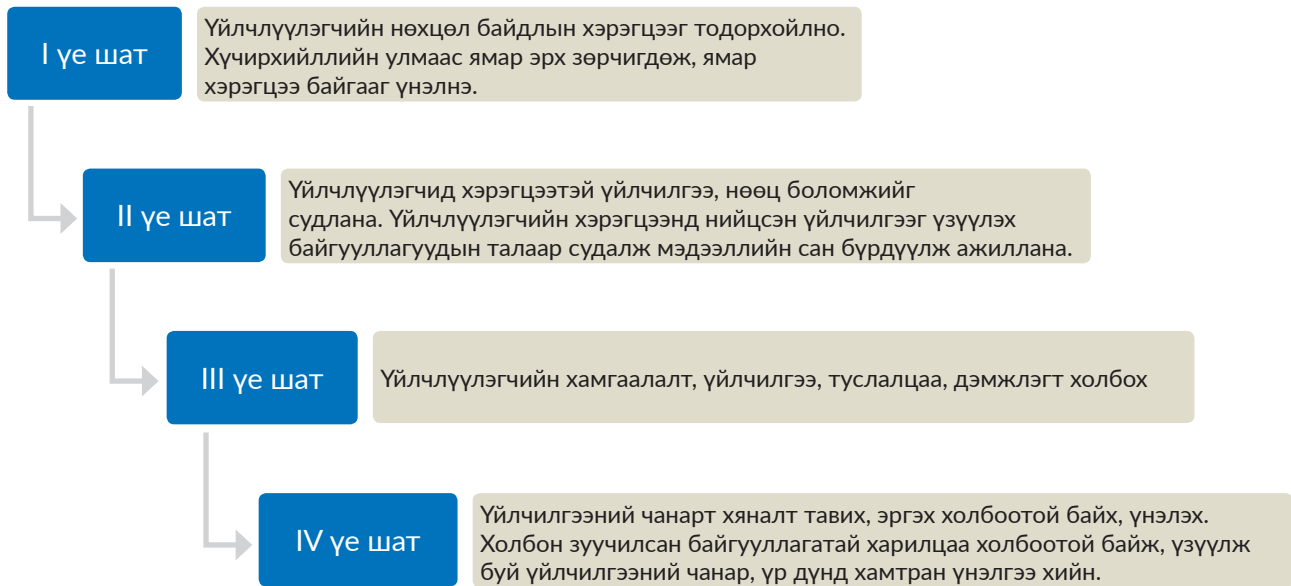 I үе шат
Үйлчлүүлэгчийн нөхцөл байдлын хэрэгцээг тодорхойлно.
Хүчирхийллийн улмаас ямар эрх зөрчигдөж, ямар
хэрэгцээ байгааг үнэлнэ.
II үе шат
Үйлчлүүлэгчид хэрэгцээтэй үйлчилгээ, нөөц боломжийг
судлана. Үйлчлүүлэгчийн хэрэгцээнд нийцсэн үйлчилгээг үзүүлэх
байгууллагуудын талаар судалж мэдээллийн сан бүрдүүлж ажиллана.
III үе шат
Үйлчлүүлэгчийн хамгаалалт, үйлчилгээ, туслалцаа, дэмжлэгт холбох
IV үе шат
Үйлчилгээний чанарт хяналт тавих, эргэх холбоотой байх, үнэлэх.
Холбон зуучилсан байгууллагатай харилцаа холбоотой байж, үзүүлж
буй үйлчилгээний чанар, үр дүнд хамтран үнэлгээ хийн.